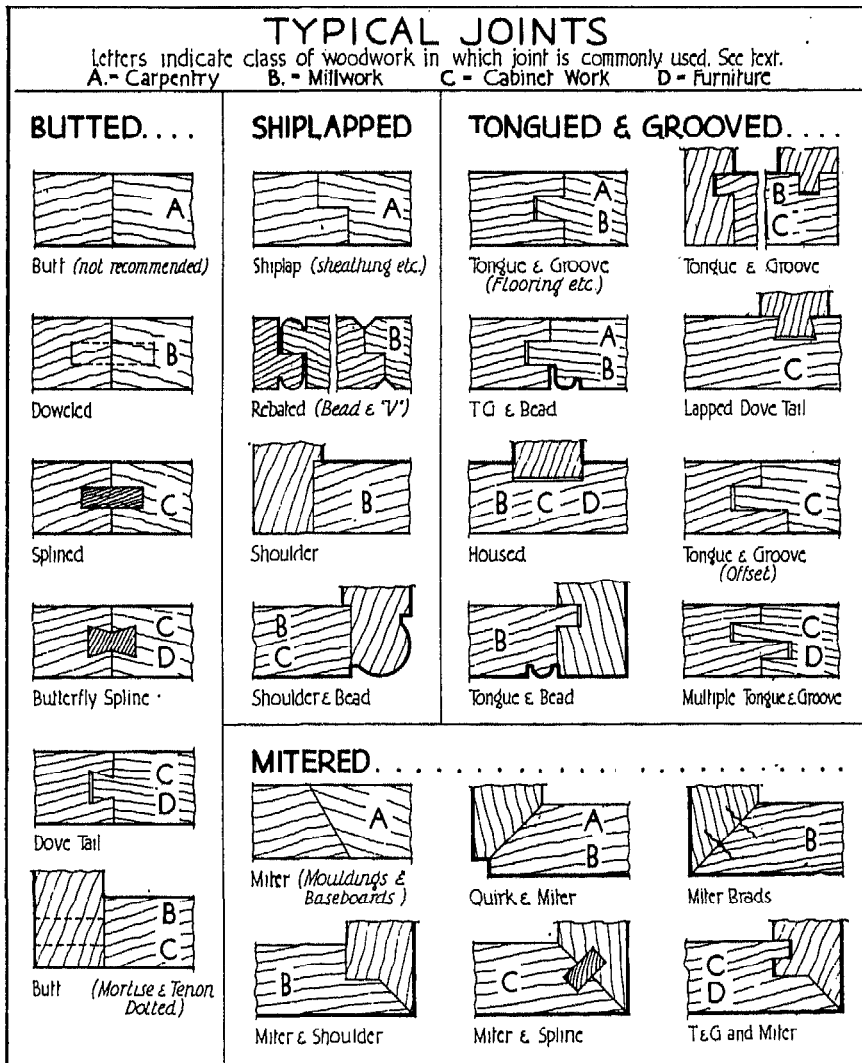 TYPICAL JOINTS
Letters indicate class of woodwork in which joint is commonly used. See text.
A.- Carpentry B.- Millwork C - Cabinet Work D - Furniture
BUTTED....
A
Butt (not recommended)
B
Doweled
C
Splined
C
D
Butterfly Spline
C
D
Dove Tail
B
C
Butt (Mortise & Tenon
Dotted)
SHIPLAPPED
A
Shiplap (sheathing etc.)
B
Rebated (Bead & "V")
B
Shoulder
B
C
Shoulder & Bead
TONGUED & GROOVED....
A
B
Tongue & Groove
(Flooring etc.)
B
C
Tongue & Groove
A
B
T.G & Bead
C
Lapped Dove Tail
B C D
Housed
C
Tongue & Groove
(Offset)
B
Tongue & Bead
C
D
Multiple Tongue & Groove
MITERED....................
A
Miter (Mouldings &
Baseboards)
A
B
Quirk & Miter
B
Miter Brads
B
Miter & Shoulder
C
Miter & Spline
C
D
T&G and Miter